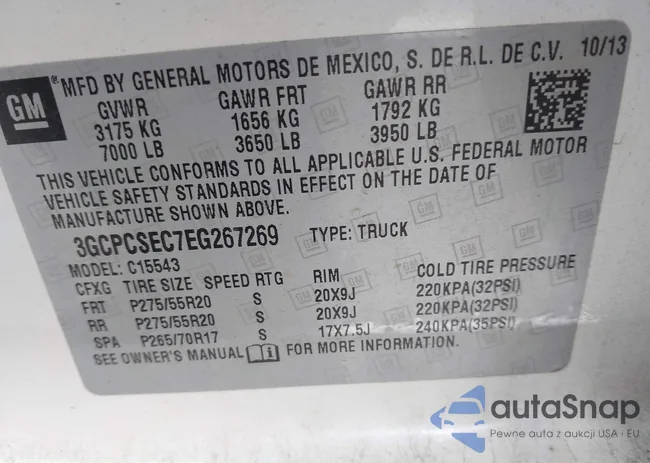 GM
MFD BY GENERAL MOTORS DE MEXICO, S. DE R.L. DE C.V. 10/13
GVWR GAWR FRT GAWR RR
3175 KG 1656 KG 1792 KG
7000 LB 3650 LB 3950 LB
THIS VEHICLE CONFORMS TO ALL APPLICABLE U.S. FEDERAL MOTOR
VEHICLE SAFETY STANDARDS IN EFFECT ON THE DATE OF
MANUFACTURE SHOWN ABOVE.
3GCPCSEC7EG267269 TYPE: TRUCK
MODEL: C15543
CFXG TIRE SIZE SPEED RTG RIM COLD TIRE PRESSURE
FRT P275/55R20 S 20X9J 220KPA(32PSI)
RR P275/55R20 S 20X9J 220KPA(32PSI)
SPA P265/70R17 S 17X7.5J 240KPA(35PSI)
SEE OWNER'S MANUAL FOR MORE INFORMATION.
autaSnap
Pewne auta z aukcji USA · EU